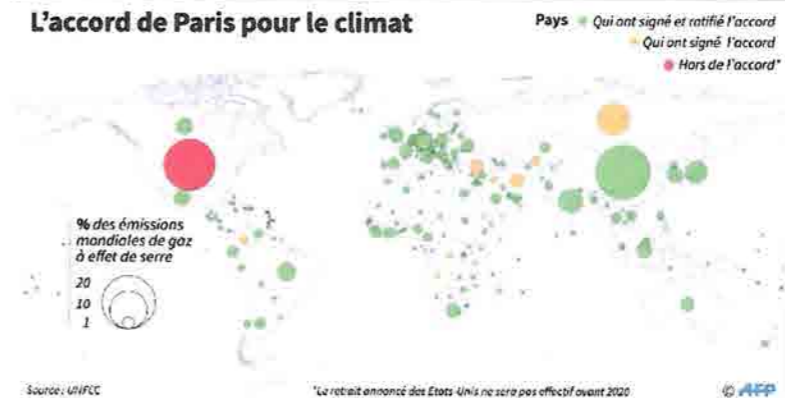 L'accord de Paris pour le climat
Pays Qui ont signé et ratifié l'accord
Qui ont signé l'accord
Hors de l'accord*
% des émissions
mondiales de gaz
à effet de serre
20
10
1
Source : UNFCC
*Le retrait annoncé des Etats-Unis ne sera pas effectif avant 2020
© AFP